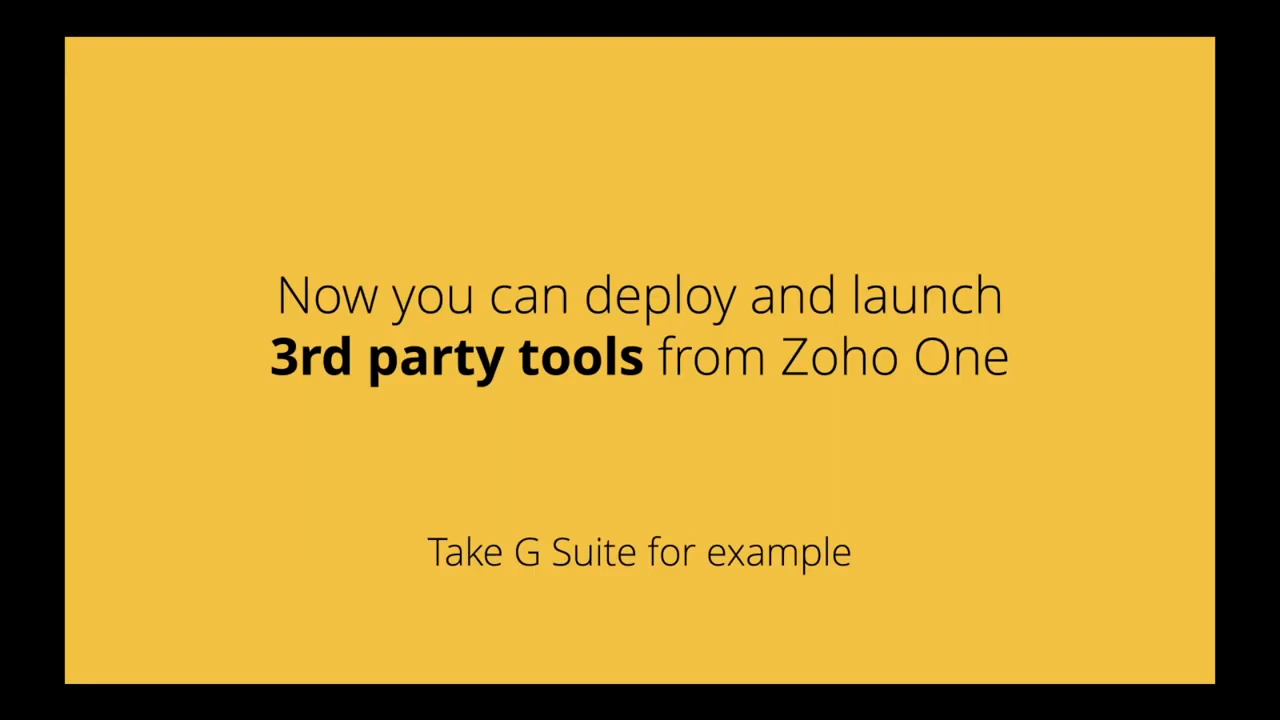 Now you can deploy and launch
3rd party tools from Zoho One
Take G Suite for example